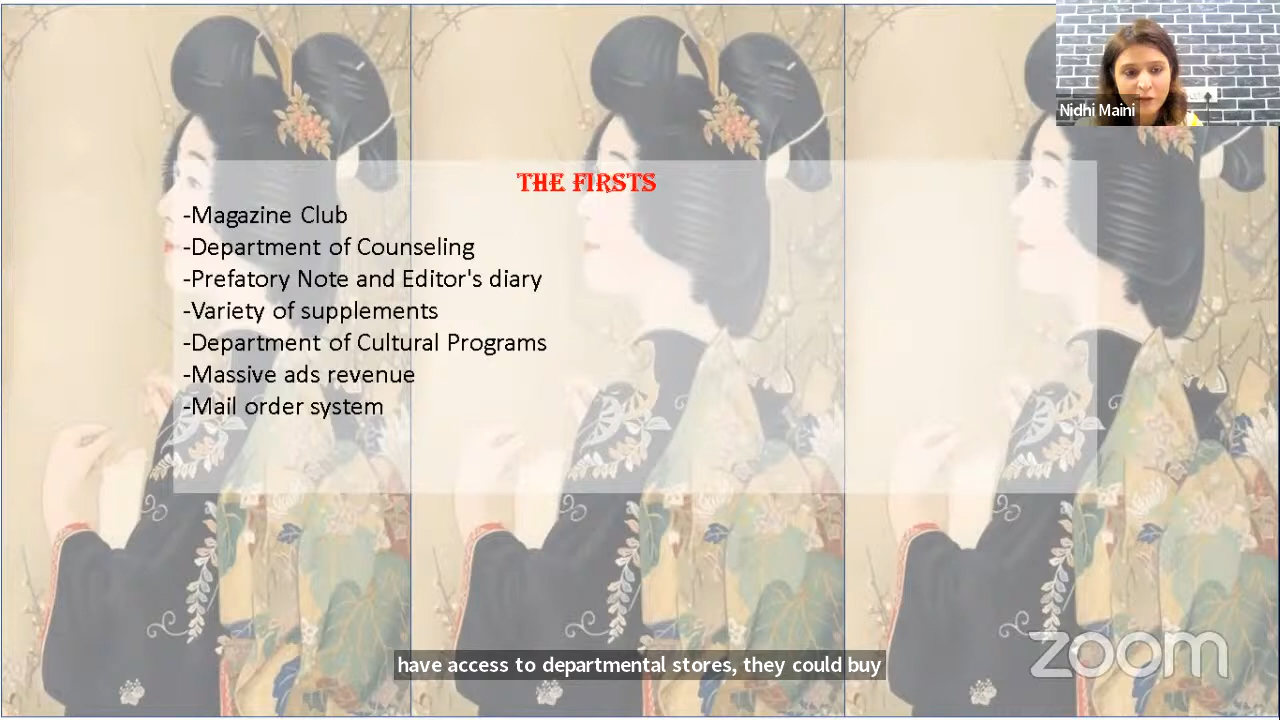 Nidhi Maini
THE FIRSTS
-Magazine Club
-Department of Counseling
-Prefatory Note and Editor's diary
-Variety of supplements
-Department of Cultural Programs
-Massive ads revenue
-Mail order system
zoom
have access to departmental stores, they could buy